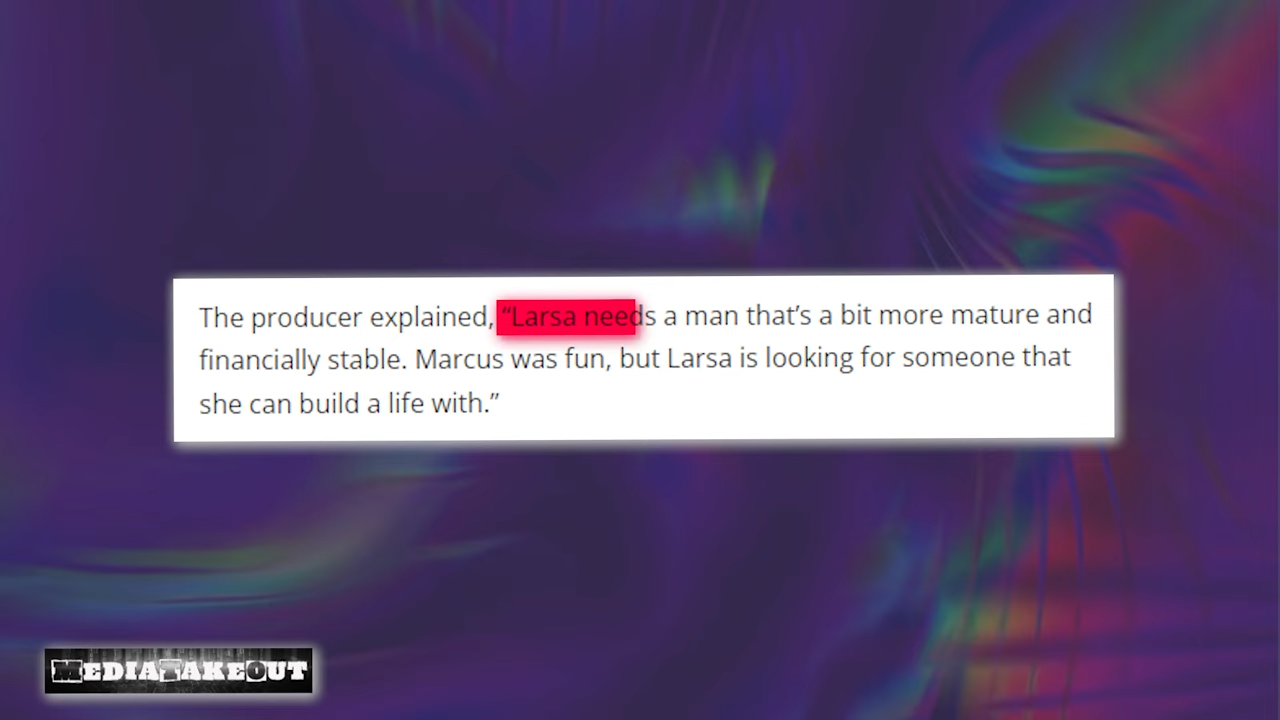 The producer explained, “Larsa needs a man that’s a bit more mature and
financially stable. Marcus was fun, but Larsa is looking for someone that
she can build a life with.”
MEDIATAKEOUT